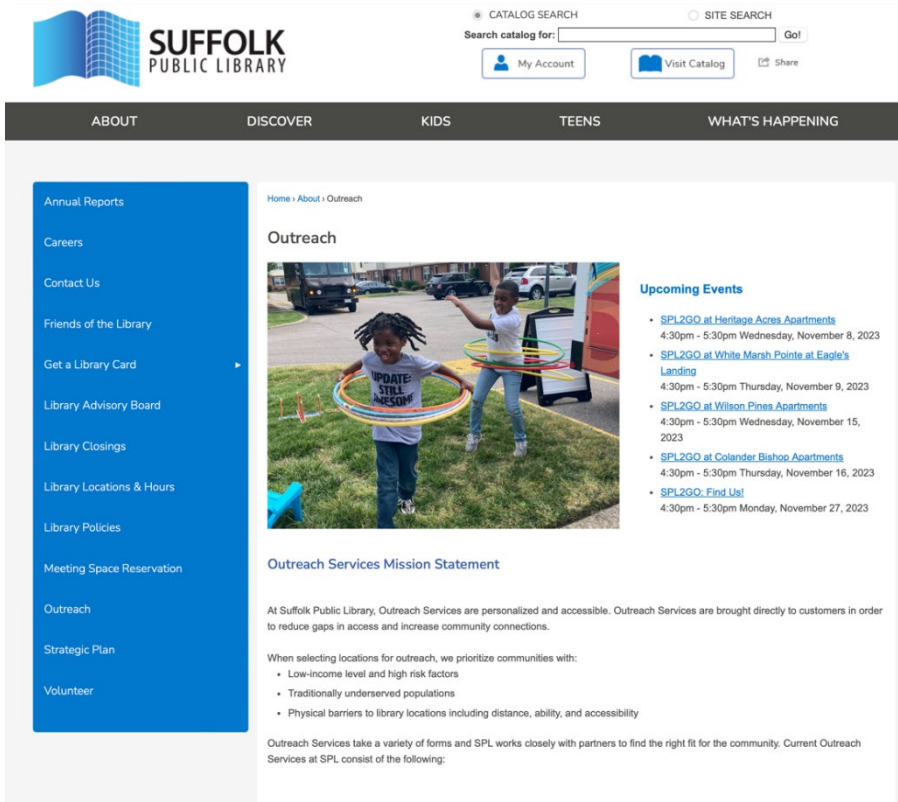 SUFFOLK
PUBLIC LIBRARY
CATALOG SEARCH
SITE SEARCH
Search catalog for:
Go!
My Account
Visit Catalog
Share
ABOUT
DISCOVER
KIDS
TEENS
WHAT'S HAPPENING
Annual Reports
Careers
Contact Us
Friends of the Library
Get a Library Card
Library Advisory Board
Library Closings
Library Locations & Hours
Library Policies
Meeting Space Reservation
Outreach
Strategic Plan
Volunteer
Home › About › Outreach
Outreach
UPDATE:
STILL
AWESOME
Upcoming Events
• SPL2GO at Heritage Acres Apartments
4:30pm - 5:30pm Wednesday, November 8, 2023
• SPL2GO at White Marsh Pointe at Eagle's
Landing
4:30pm - 5:30pm Thursday, November 9, 2023
• SPL2GO at Wilson Pines Apartments
4:30pm - 5:30pm Wednesday, November 15,
2023
• SPL2GO at Colander Bishop Apartments
4:30pm - 5:30pm Thursday, November 16, 2023
• SPL2GO: Find Us!
4:30pm - 5:30pm Monday, November 27, 2023
Outreach Services Mission Statement
At Suffolk Public Library, Outreach Services are personalized and accessible. Outreach Services are brought directly to customers in order
to reduce gaps in access and increase community connections.
When selecting locations for outreach, we prioritize communities with:
• Low-income level and high risk factors
• Traditionally underserved populations
• Physical barriers to library locations including distance, ability, and accessibility
Outreach Services take a variety of forms and SPL works closely with partners to find the right fit for the community. Current Outreach
Services at SPL consist of the following: